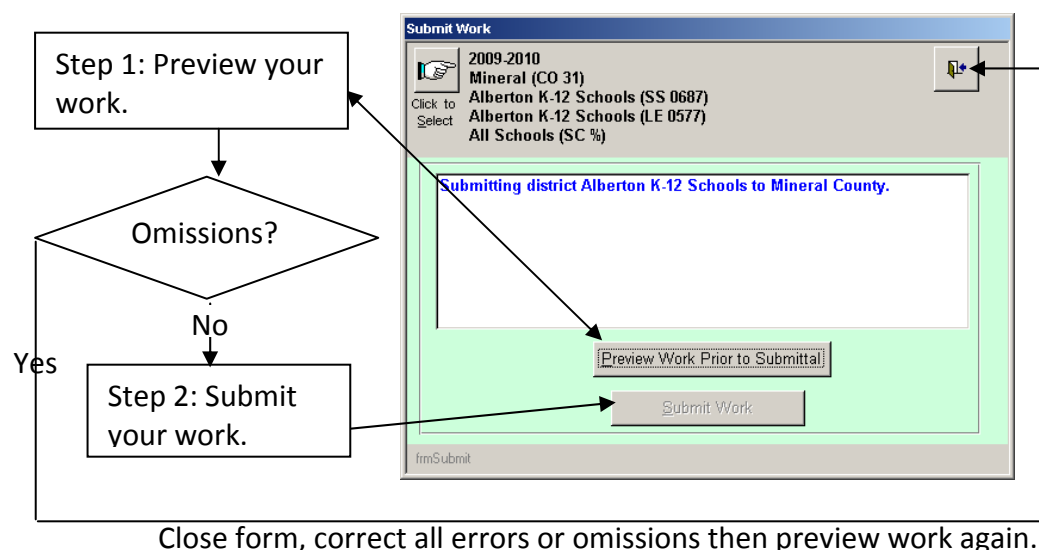 Step 1: Preview your
work.
Omissions?
No
Yes
Step 2: Submit
your work.
Submit Work
2009-2010
Mineral (CO 31)
Alberton K-12 Schools (SS 0687)
Alberton K-12 Schools (LE 0577)
All Schools (SC %)
Click to
Select
Submitting district Alberton K-12 Schools to Mineral County.
Preview Work Prior to Submittal
Submit Work
frmSubmit
Close form, correct all errors or omissions then preview work again.